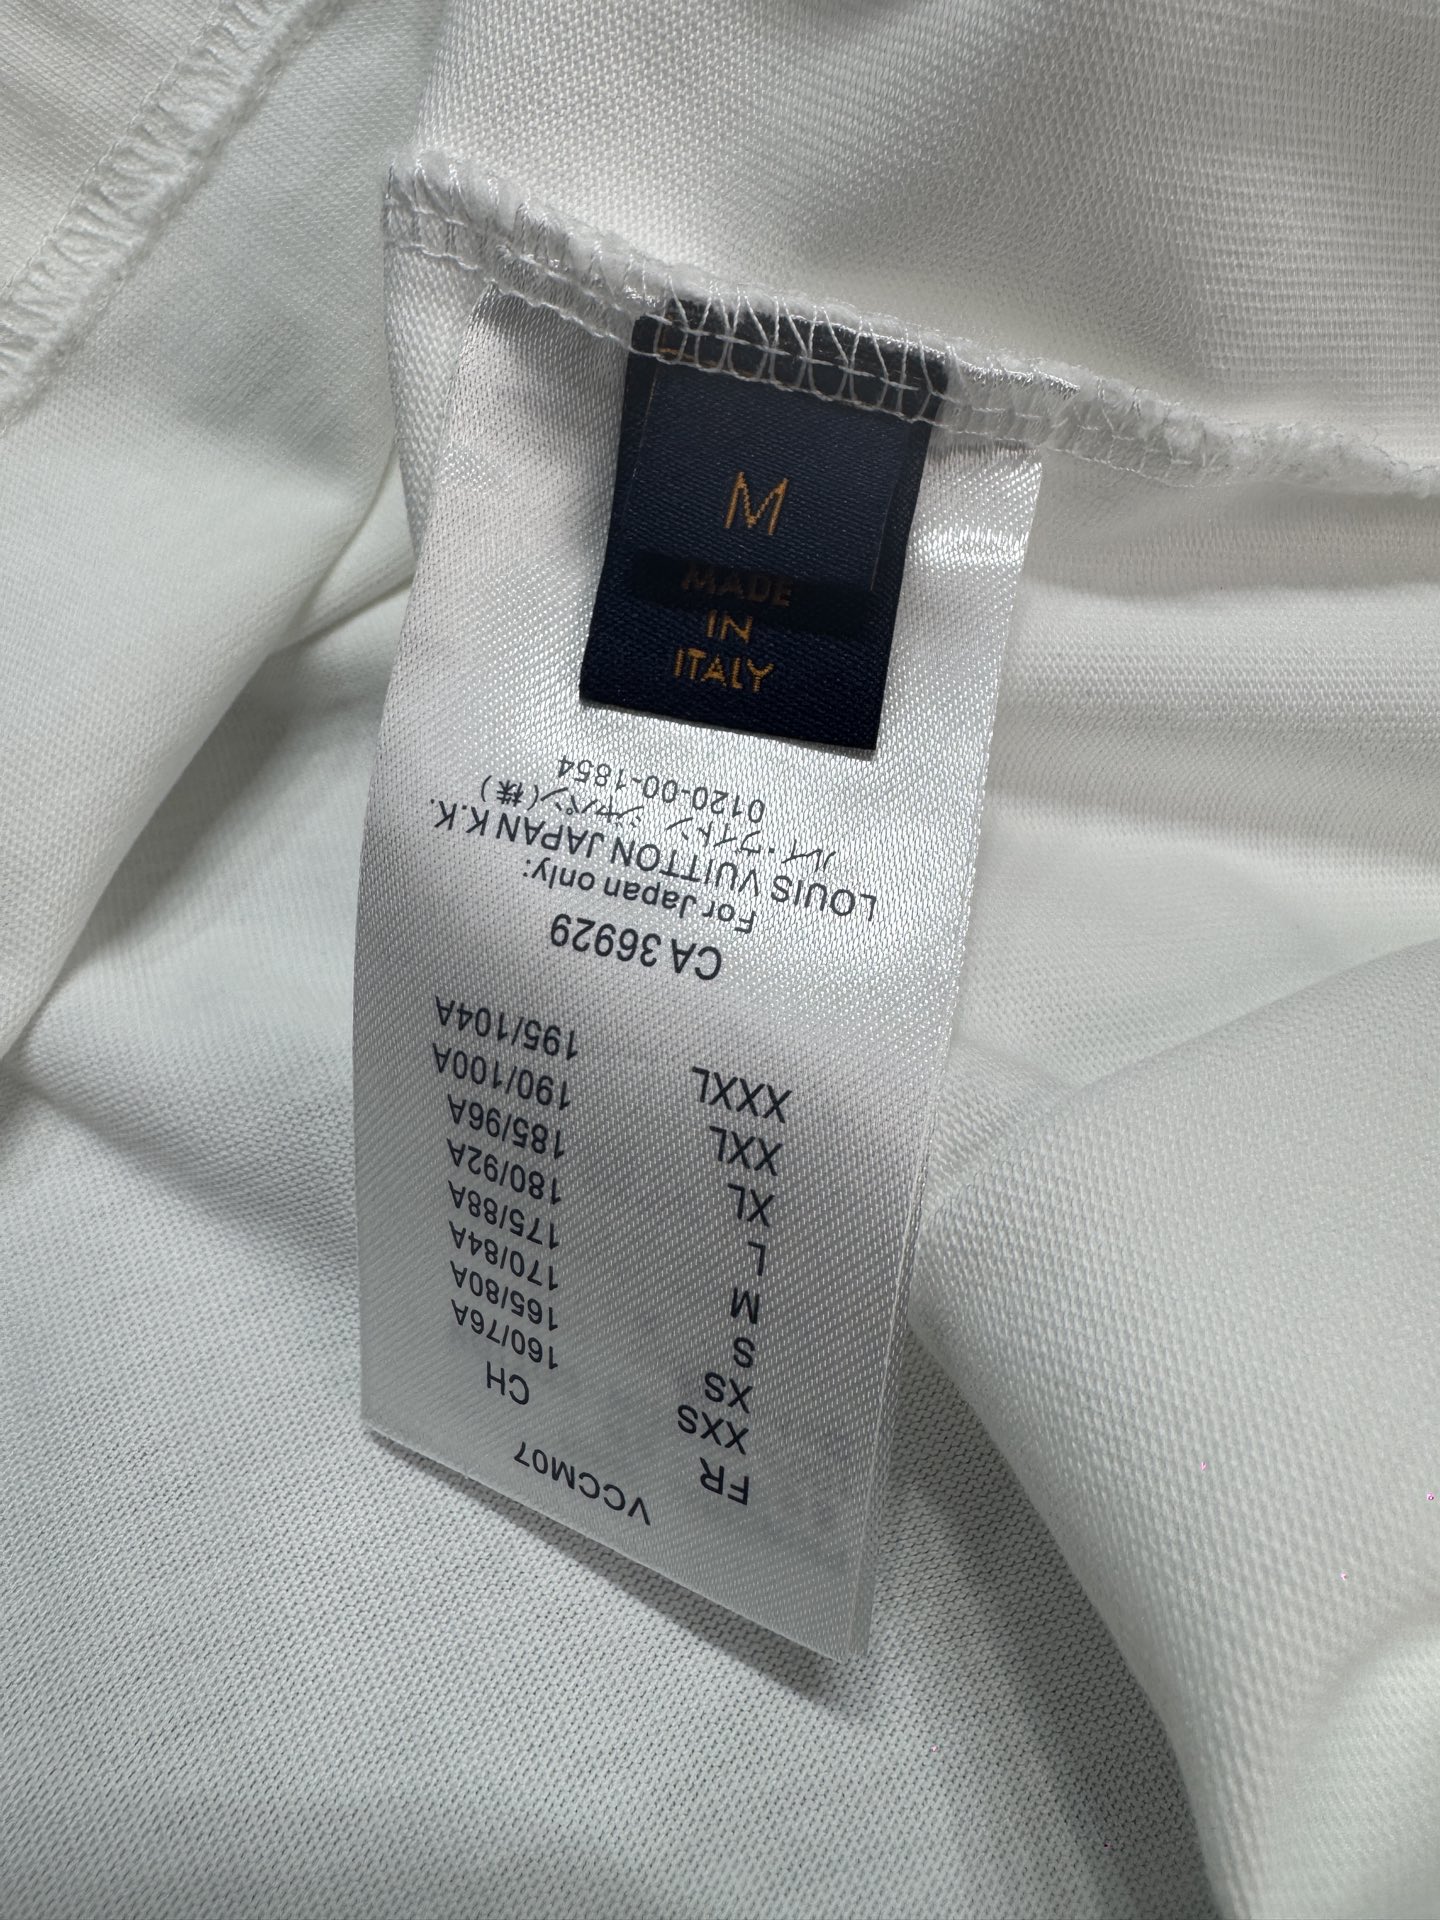 M
MADE
IN
ITALY
VCCM07
FR CH
XXS 160/76A
XS 165/80A
S 170/84A
M 175/88A
L 180/92A
XL 185/96A
XXL 190/100A
XXXL 195/104A
CA 36929
For Japan only:
LOUIS VUITTON JAPAN K.K.
ルイ・ヴィトン ジャパン(株)
0120-00-1854